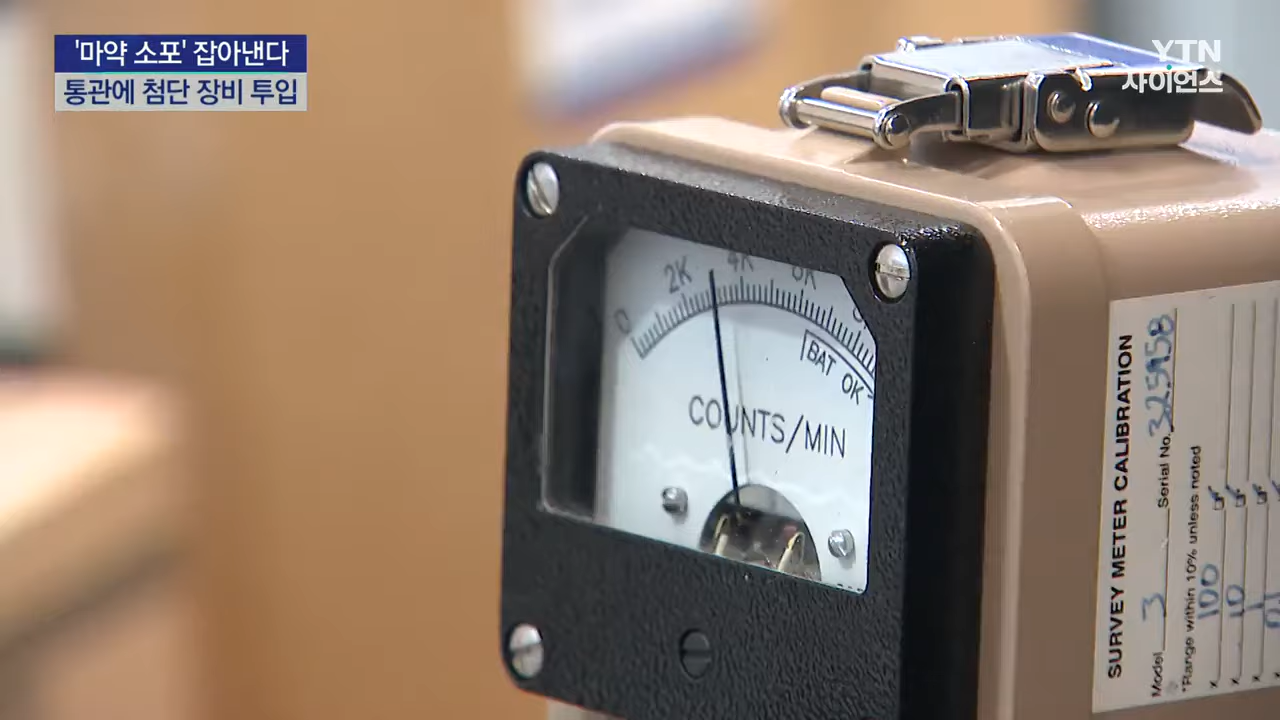 '마약 소포' 잡아낸다
통관에 첨단 장비 투입
YTN
사이언스
0 2K 4K 6K
BAT OK
COUNTS/MIN
SURVEY METER CALIBRATION
Model 3 Serial No. 325958
*Range within 10% unless noted
x 100
x 10
x 1